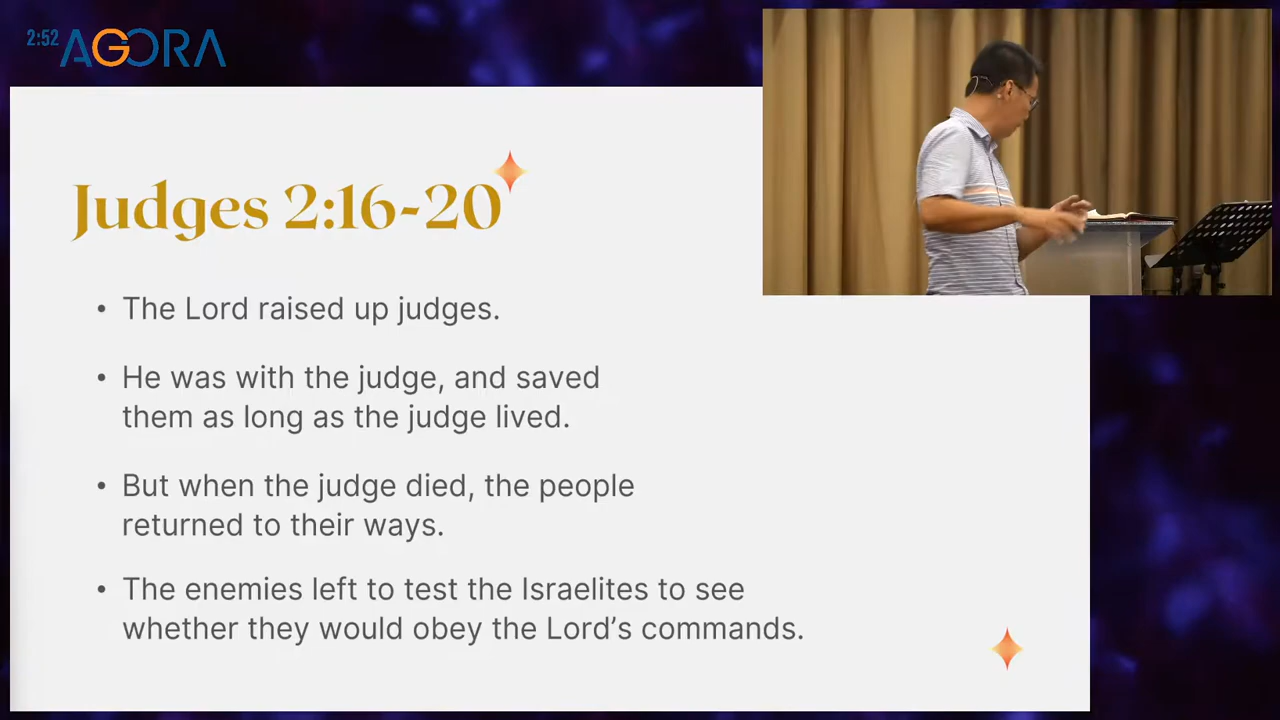 2:52 AGORA
Judges 2:16-20
• The Lord raised up judges.
• He was with the judge, and saved
them as long as the judge lived.
• But when the judge died, the people
returned to their ways.
• The enemies left to test the Israelites to see
whether they would obey the Lord’s commands.